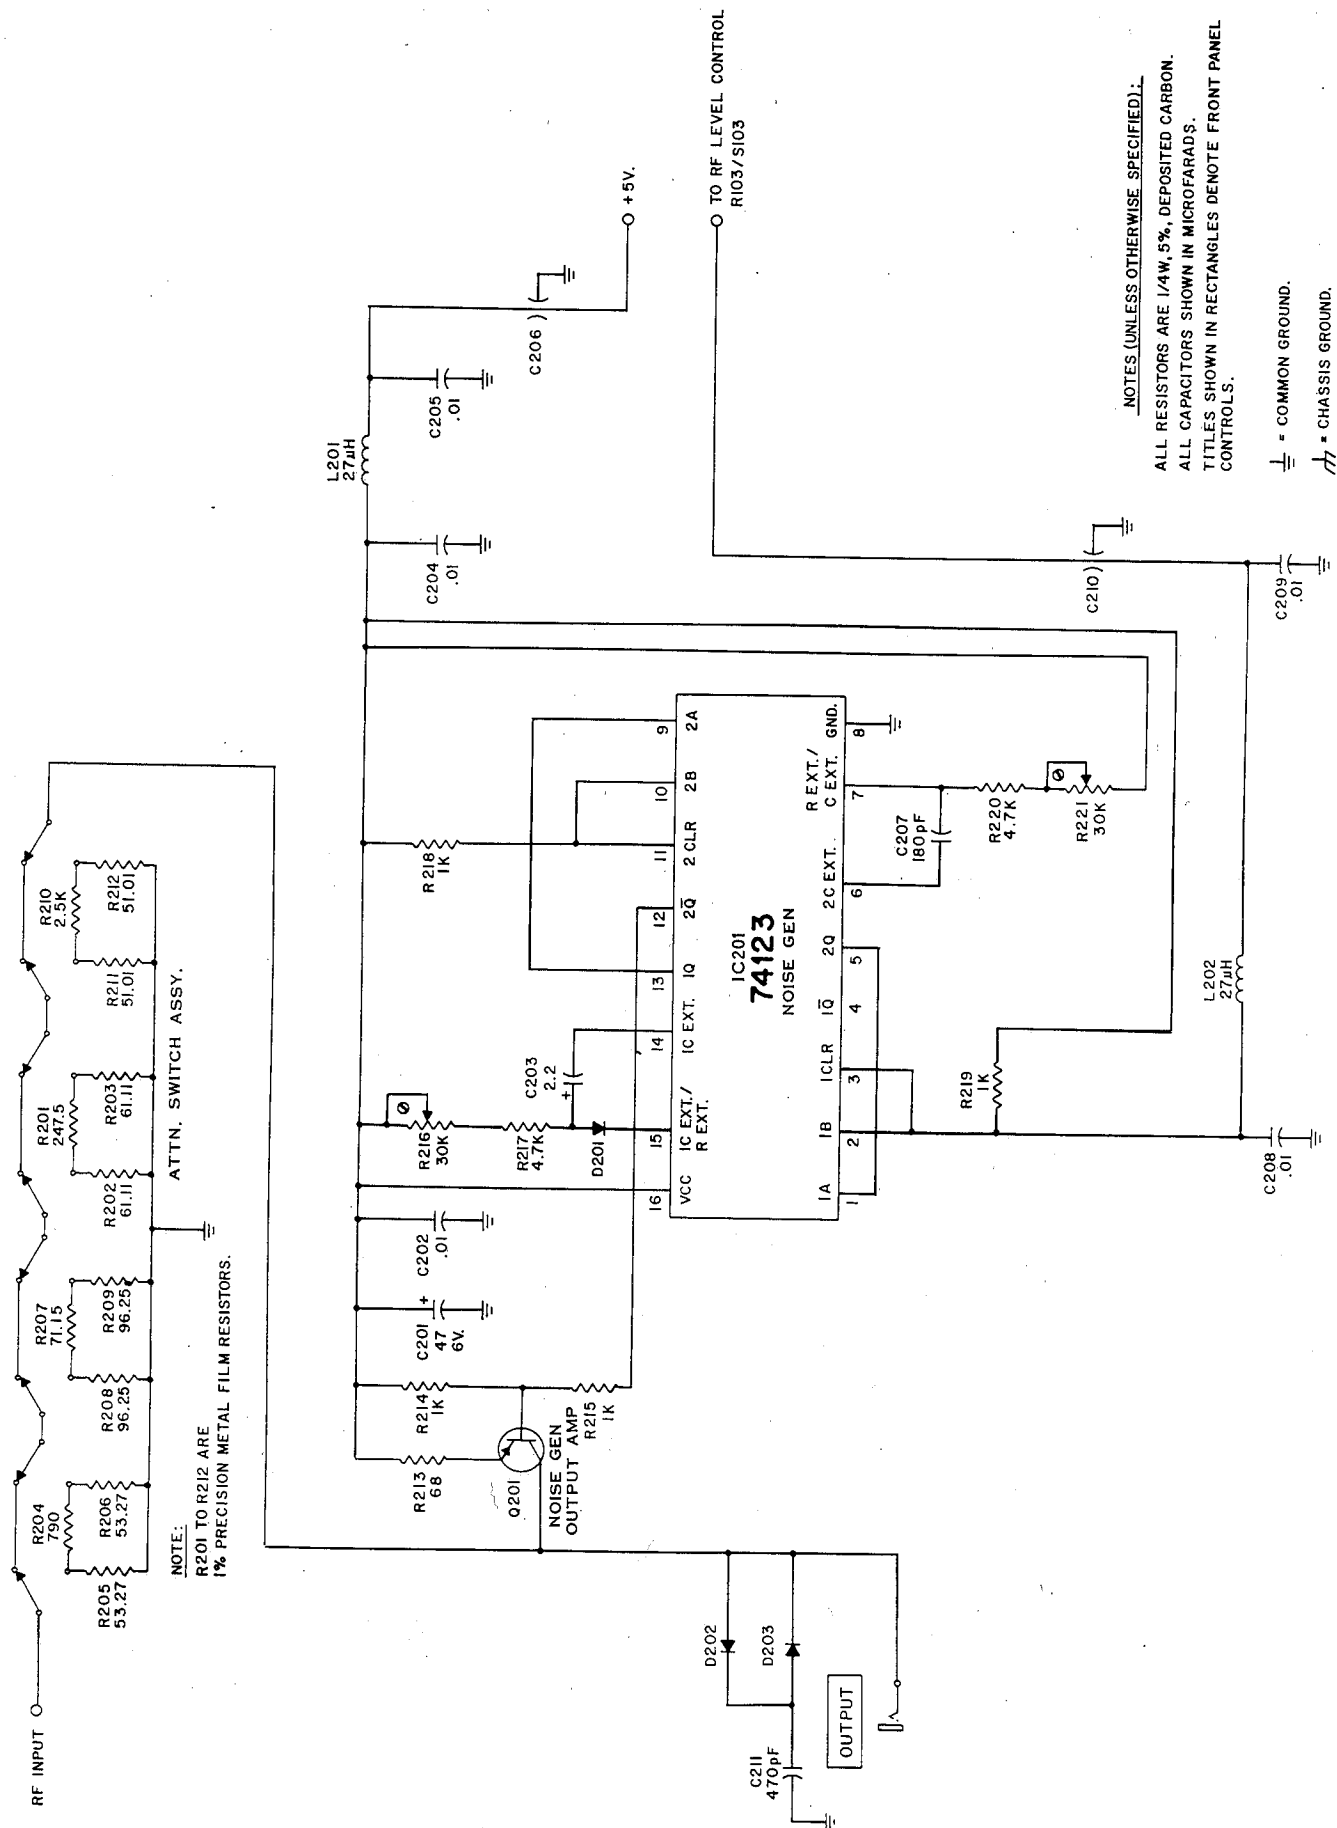 RF INPUT
R204
790
R205
53.27
R206
53.27
R207
71.15
R208
96.25
R209
96.25
R201
247.5
R202
61.11
R203
61.11
R210
2.5K
R211
51.01
R212
51.01
ATTN. SWITCH ASSY.
NOTE:
R201 TO R212 ARE
1% PRECISION METAL FILM RESISTORS.
L201
27µH
C204
.01
C205
.01
C206
+5V.
TO RF LEVEL CONTROL
R103/S103
R213
68
R214
1K
R215
1K
Q201
NOISE GEN
OUTPUT AMP
C201
47
6V.
+
C202
.01
R216
30K
R217
4.7K
D201
C203
2.2
+
R218
1K
16
VCC
15
1C EXT./
R EXT.
14
1C EXT.
13
1Q
12
2Q̅
11
2 CLR
10
2B
9
2A
IC201
74123
NOISE GEN
1
1A
2
1B
3
1CLR
4
1Q̅
5
2Q
6
2C EXT.
7
R EXT./
C EXT.
8
GND.
R219
1K
C207
180pF
R220
4.7K
R221
30K
L202
27µH
C208
.01
C209
.01
C210
D202
D203
C211
470pF
OUTPUT
NOTES (UNLESS OTHERWISE SPECIFIED):
ALL RESISTORS ARE 1/4W, 5%, DEPOSITED CARBON.
ALL CAPACITORS SHOWN IN MICROFARADS.
TITLES SHOWN IN RECTANGLES DENOTE FRONT PANEL
CONTROLS.
= COMMON GROUND.
= CHASSIS GROUND.